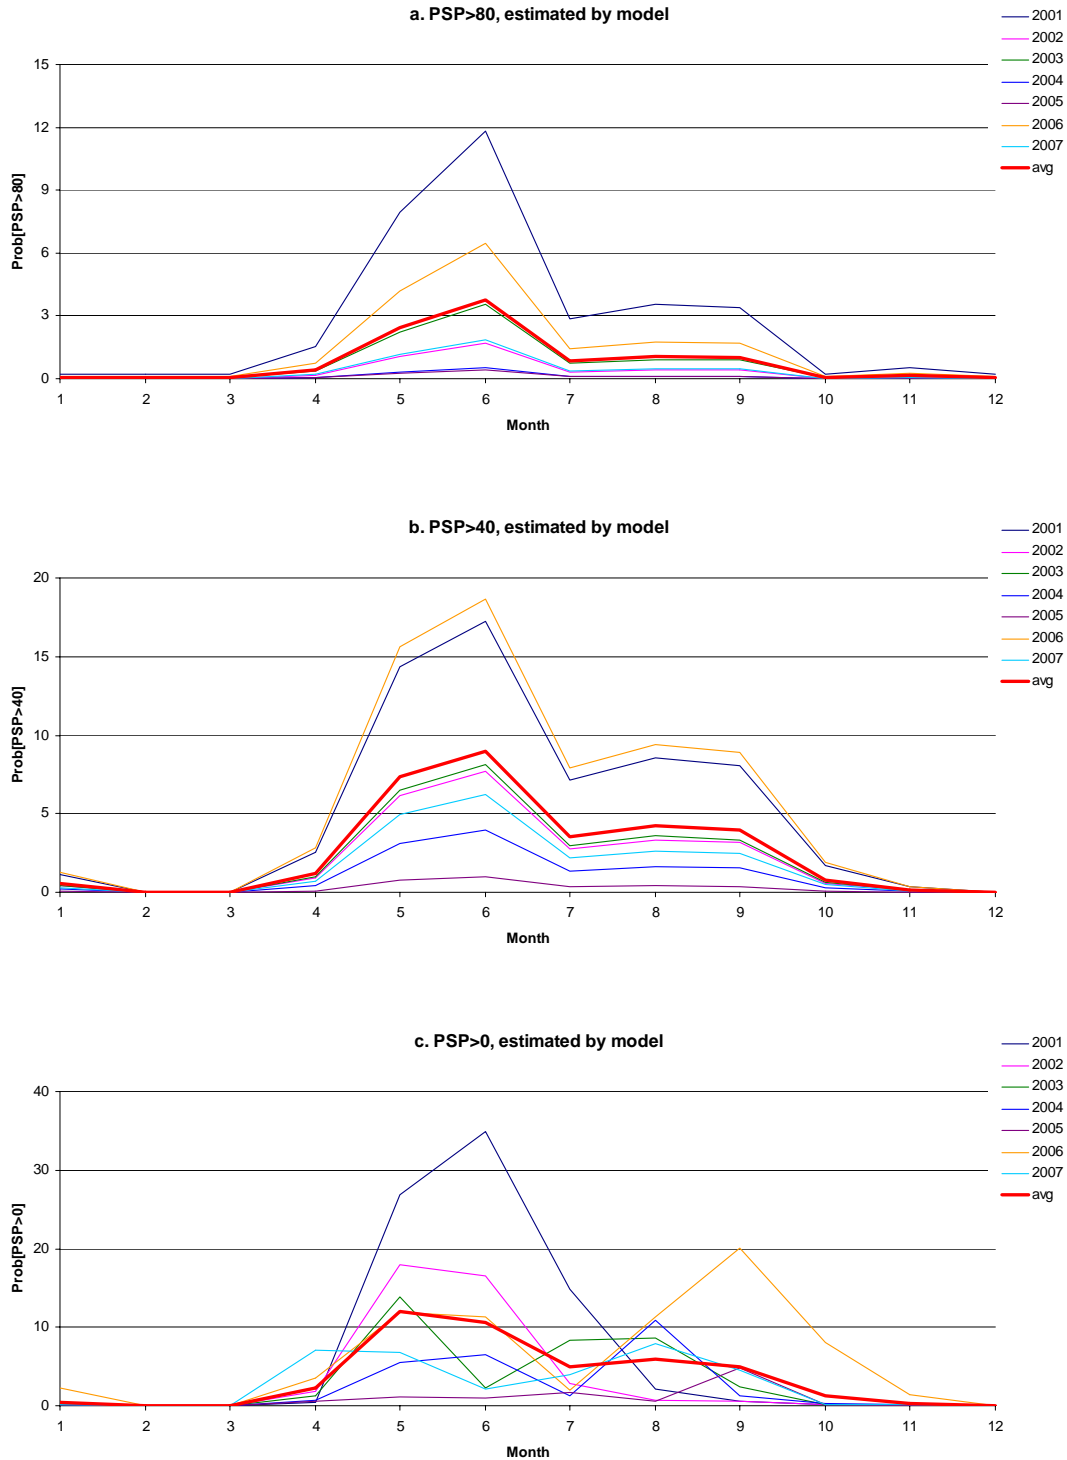 a. PSP>80, estimated by model
2001
2002
2003
2004
2005
2006
2007
avg
Prob[PSP>80]
15
12
9
6
3
0
1 2 3 4 5 6 7 8 9 10 11 12
Month
b. PSP>40, estimated by model
2001
2002
2003
2004
2005
2006
2007
avg
Prob[PSP>40]
20
15
10
5
0
1 2 3 4 5 6 7 8 9 10 11 12
Month
c. PSP>0, estimated by model
2001
2002
2003
2004
2005
2006
2007
avg
Prob[PSP>0]
40
30
20
10
0
1 2 3 4 5 6 7 8 9 10 11 12
Month